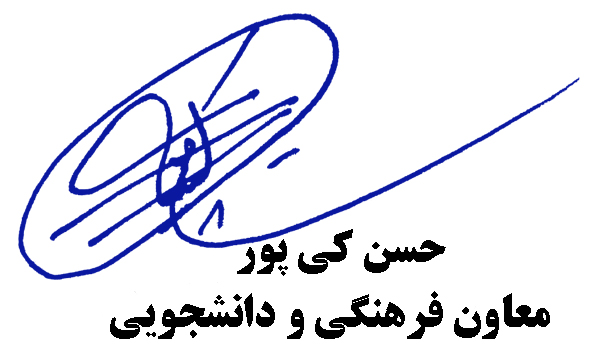 حسن کی پور
معاون فرهنگی و دانشجویی